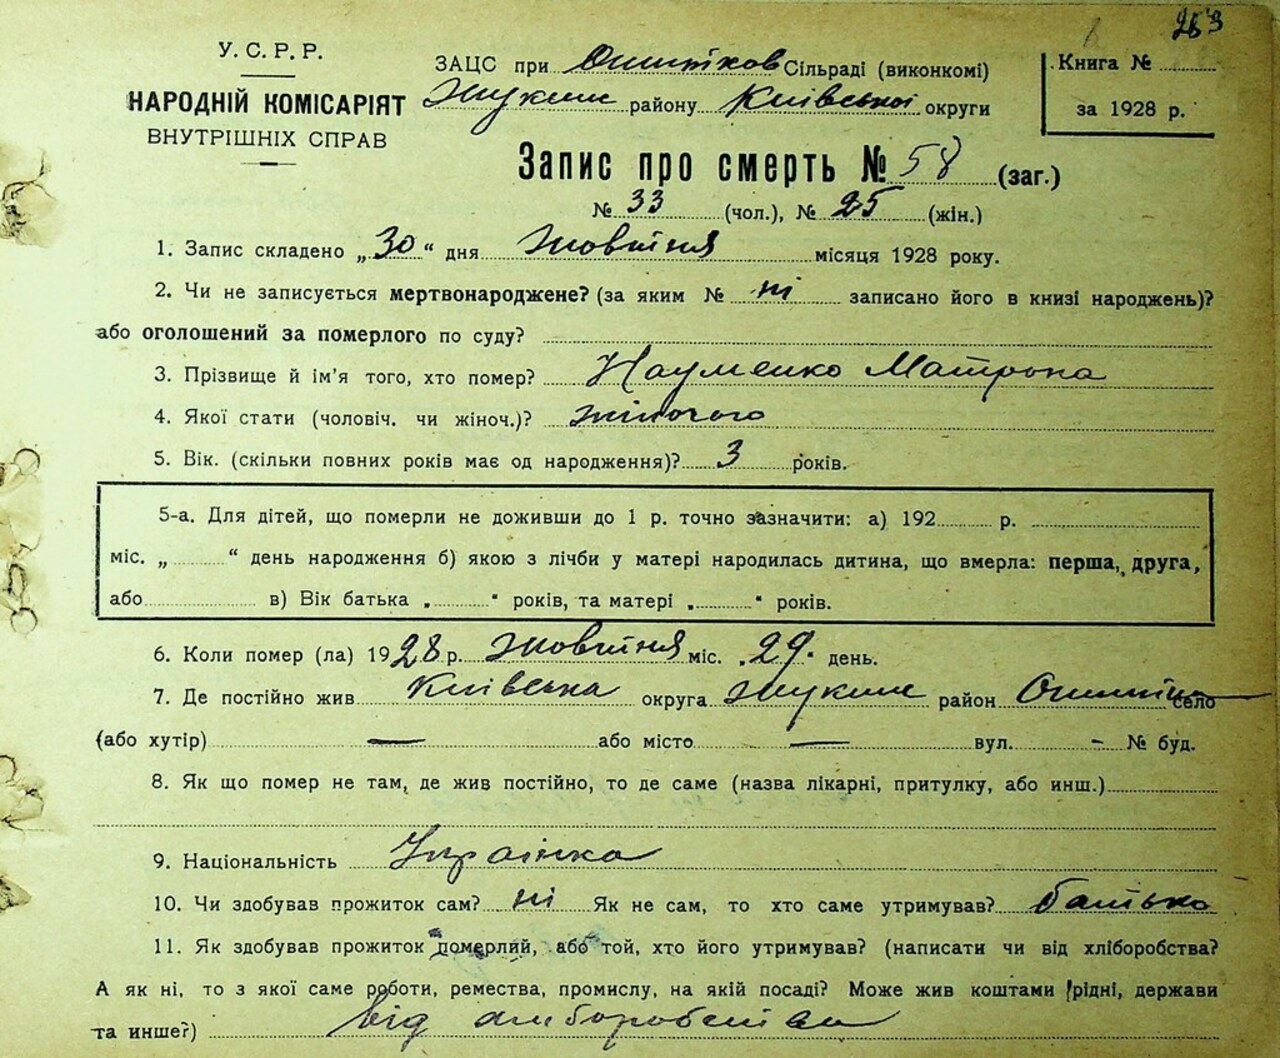 253
У. С. Р. Р.
НАРОДНІЙ КОМІСАРІЯТ
ВНУТРІШНІХ СПРАВ
ЗАЦС при Ошитков Сільраді (виконкомі)
Жукинс району Київської округи
Книга №
за 1928 р.
Запис про смерть № 58 (заг.)
№ 33 (чол.), № 25 (жін.)
1. Запис складено „30“ дня жовтня місяця 1928 року.
2. Чи не записується мертвонароджене? (за яким № ні записано його в книзі народжень)?
або оголошений за померлого по суду?
3. Прізвище й ім'я того, хто помер? Науменко Матрона
4. Якої стати (чоловіч. чи жіноч.)? жіночого
5. Вік. (скільки повних років має од народження)? 3 років.
5-а. Для дітей, що померли не доживши до 1 р. точно зазначити: а) 192 р.
міс. „ “ день народження б) якою з лічби у матері народилась дитина, що вмерла: перша, друга,
або в) Вік батька „ “ років, та матері „ “ років.
6. Коли помер (ла) 1928 р. жовтня міс. „29“ день.
7. Де постійно жив Київська округа Жукинс район село
(або хутір) — або місто — вул. - № буд.
8. Як що помер не там, де жив постійно, то де саме (назва лікарні, притулку, або инш.)
9. Національність Українка
10. Чи здобував прожиток сам? ні Як не сам, то хто саме утримував? батько
11. Як здобував прожиток померлий, або той, хто його утримував? (написати чи від хліборобства?
А як ні, то з якої саме роботи, ремества, промислу, на якій посаді? Може жив коштами рідні, держави
та инше?) від хліборобства